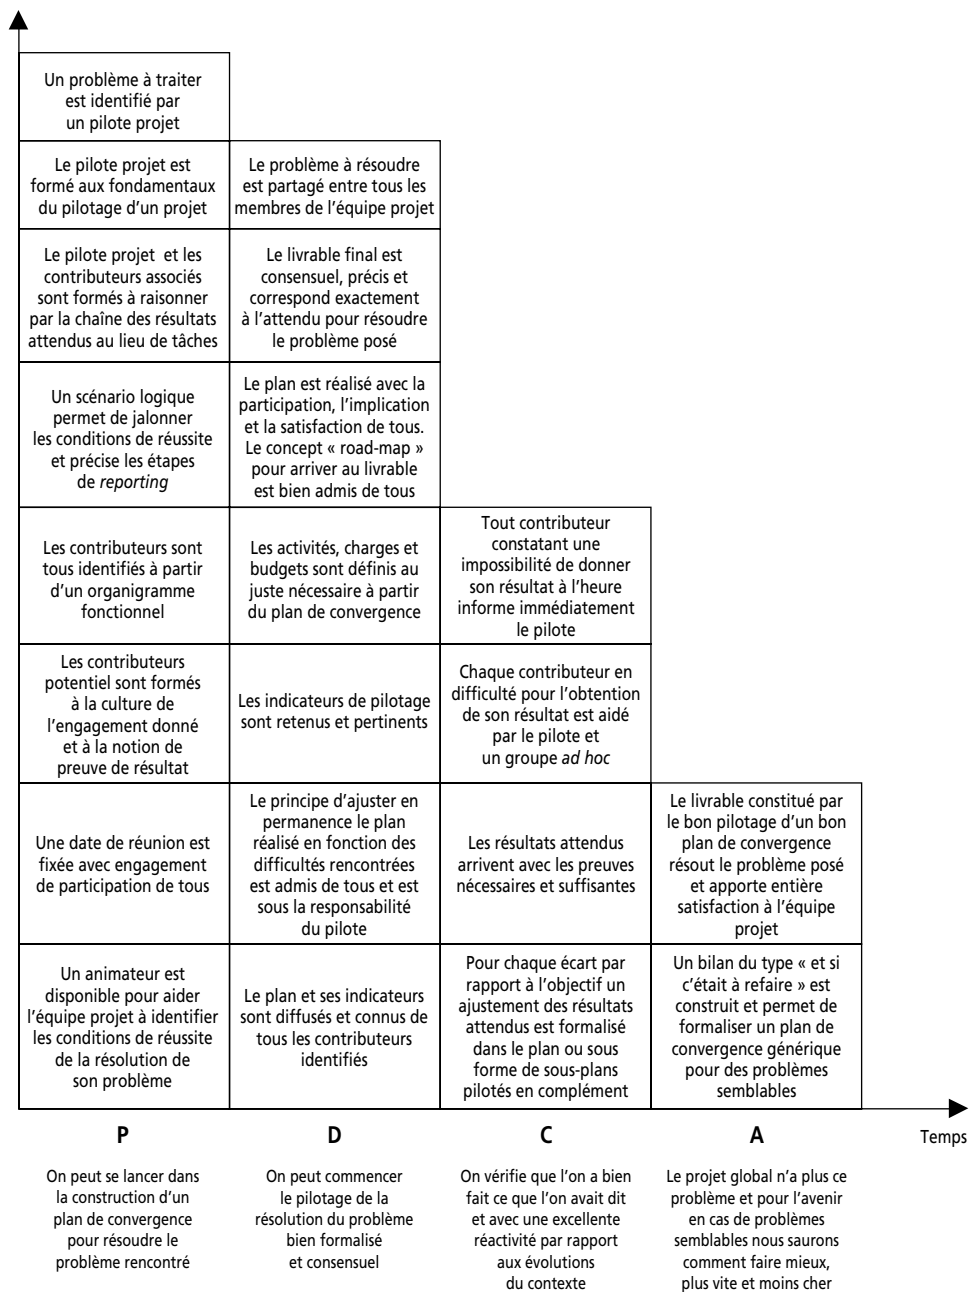 Un problème à traiter
est identifié par
un pilote projet
Le pilote projet est
formé aux fondamentaux
du pilotage d'un projet
Le pilote projet et les
contributeurs associés
sont formés à raisonner
par la chaîne des résultats
attendus au lieu de tâches
Un scénario logique
permet de jalonner
les conditions de réussite
et précise les étapes
de reporting
Les contributeurs sont
tous identifiés à partir
d'un organigramme
fonctionnel
Les contributeurs
potentiel sont formés
à la culture de
l'engagement donné
et à la notion de
preuve de résultat
Une date de réunion est
fixée avec engagement
de participation de tous
Un animateur est
disponible pour aider
l'équipe projet à identifier
les conditions de réussite
de la résolution de
son problème
P
On peut se lancer dans
la construction d'un
plan de convergence
pour résoudre le
problème rencontré
Le problème à résoudre
est partagé entre tous les
membres de l'équipe projet
Le livrable final est
consensuel, précis et
correspond exactement
à l'attendu pour résoudre
le problème posé
Le plan est réalisé avec la
participation, l'implication
et la satisfaction de tous.
Le concept « road-map »
pour arriver au livrable
est bien admis de tous
Les activités, charges et
budgets sont définis au
juste nécessaire à partir
du plan de convergence
Les indicateurs de pilotage
sont retenus et pertinents
Le principe d'ajuster en
permanence le plan
réalisé en fonction des
difficultés rencontrées
est admis de tous et est
sous la responsabilité
du pilote
Le plan et ses indicateurs
sont diffusés et connus de
tous les contributeurs
identifiés
D
On peut commencer
le pilotage de la
résolution du problème
bien formalisé
et consensuel
Tout contributeur
constatant une
impossibilité de donner
son résultat à l'heure
informe immédiatement
le pilote
Chaque contributeur en
difficulté pour l'obtention
de son résultat est aidé
par le pilote et
un groupe ad hoc
Les résultats attendus
arrivent avec les preuves
nécessaires et suffisantes
Pour chaque écart par
rapport à l'objectif un
ajustement des résultats
attendus est formalisé
dans le plan ou sous
forme de sous-plans
pilotés en complément
C
On vérifie que l'on a bien
fait ce que l'on avait dit
et avec une excellente
réactivité par rapport
aux évolutions
du contexte
Le livrable constitué par
le bon pilotage d'un bon
plan de convergence
résout le problème posé
et apporte entière
satisfaction à l'équipe
projet
Un bilan du type « et si
c'était à refaire » est
construit et permet de
formaliser un plan de
convergence générique
pour des problèmes
semblables
A
Le projet global n'a plus ce
problème et pour l'avenir
en cas de problèmes
semblables nous saurons
comment faire mieux,
plus vite et moins cher
Temps